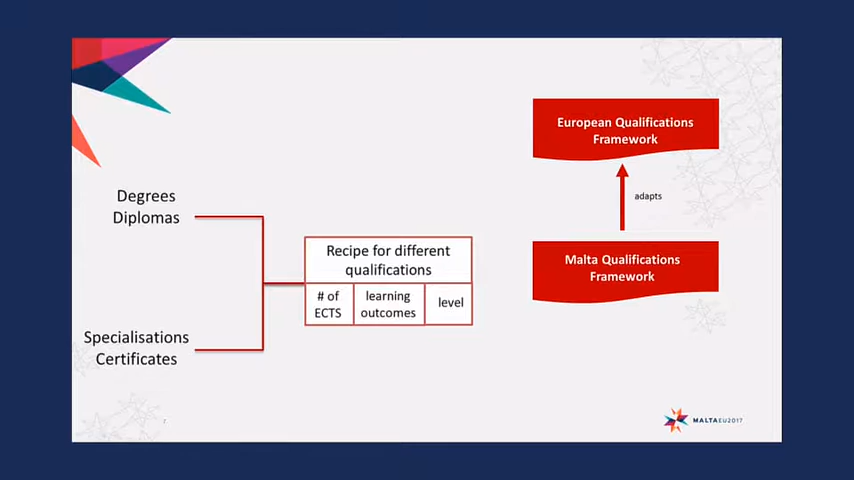 Degrees
Diplomas
Specialisations
Certificates
Recipe for different
qualifications
# of
ECTS
learning
outcomes
level
European Qualifications
Framework
adapts
Malta Qualifications
Framework
MALTAEU2017